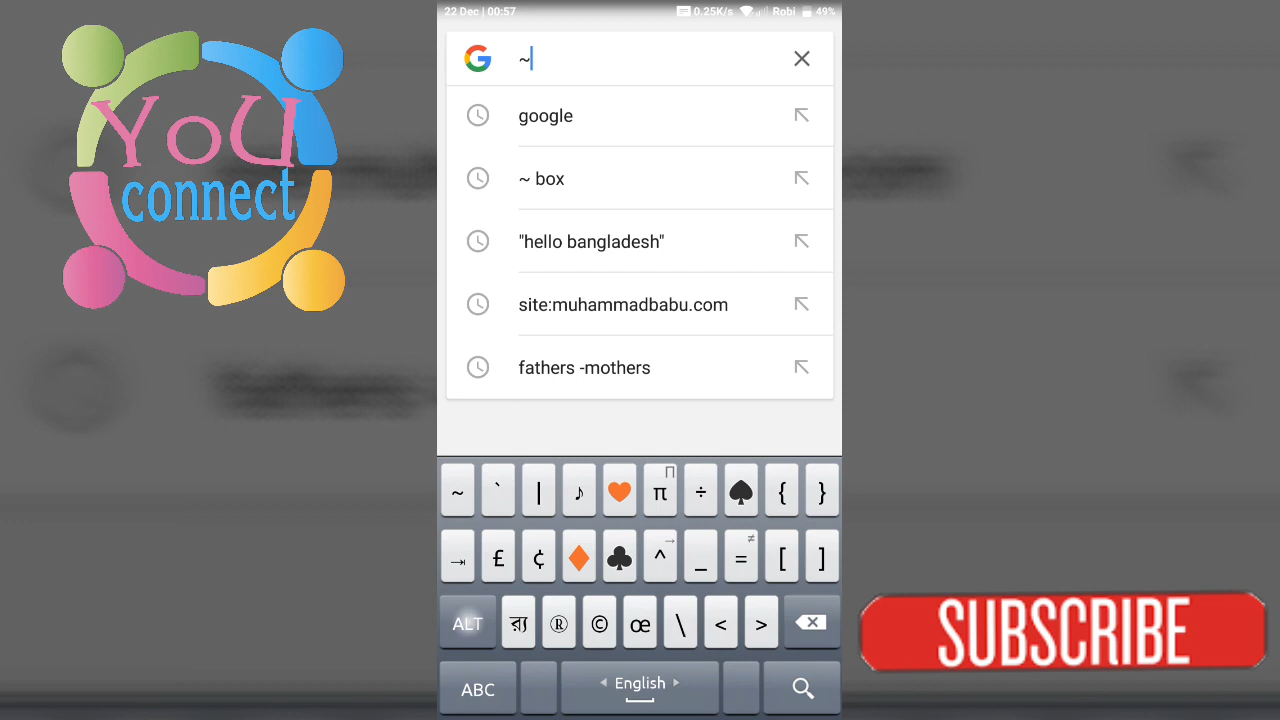 YoU
connect
22 Dec | 00:57
0.25K/s Robi 49%
~
google
~ box
"hello bangladesh"
site:muhammadbabu.com
fathers -mothers
~ ` | ♪ π Π ÷ { }
→ £ ¢ ^ → _ = ≠ [ ]
ALT র‍্য ® © œ \ < >
ABC English
SUBSCRIBE